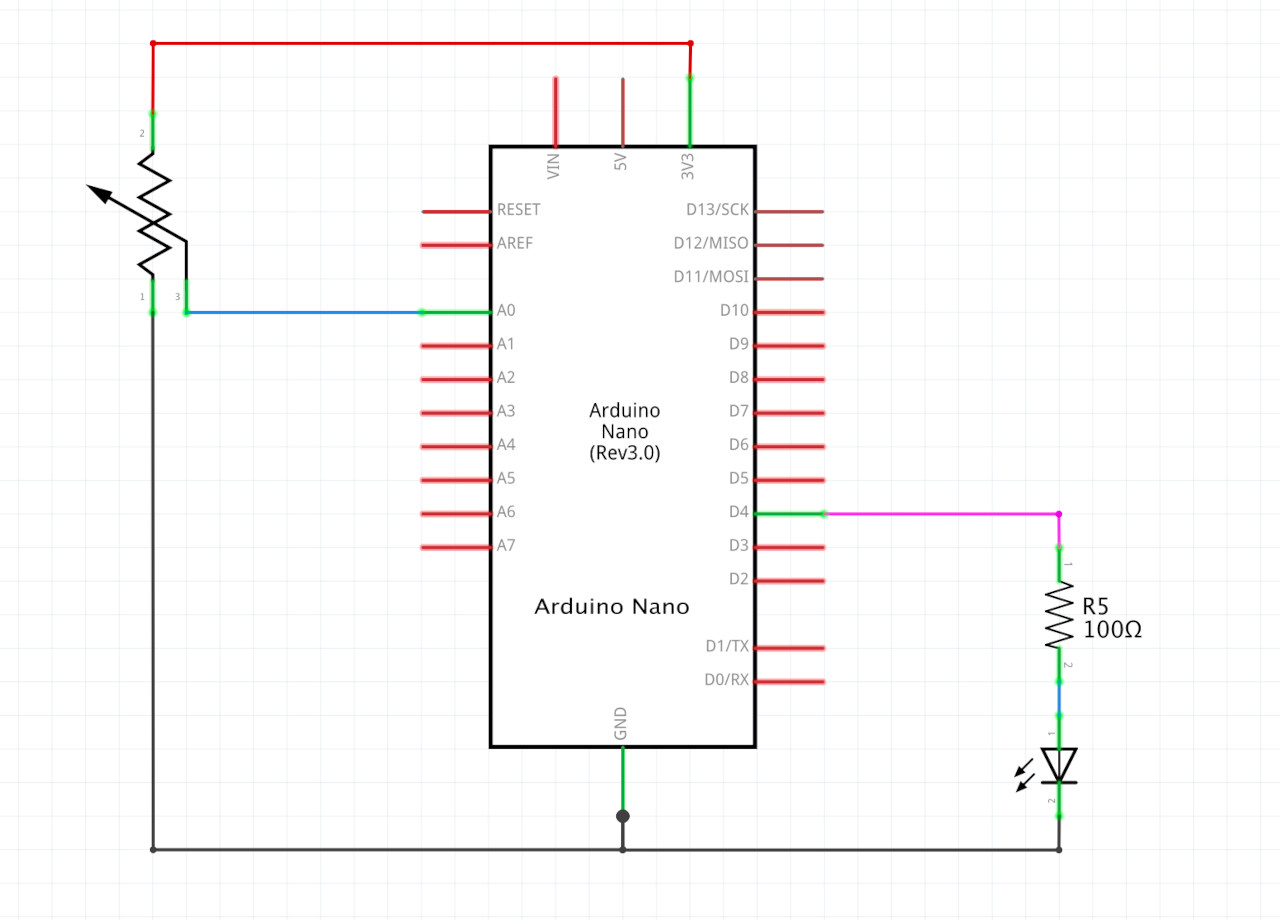 2
VIN
5V
3V3
RESET
D13/SCK
AREF
D12/MISO
D11/MOSI
1
3
A0
D10
A1
D9
A2
D8
A3
D7
Arduino
Nano
(Rev3.0)
A4
D6
A5
D5
A6
D4
A7
D3
1
D2
Arduino Nano
R5
100Ω
D1/TX
2
D0/RX
GND
1
2